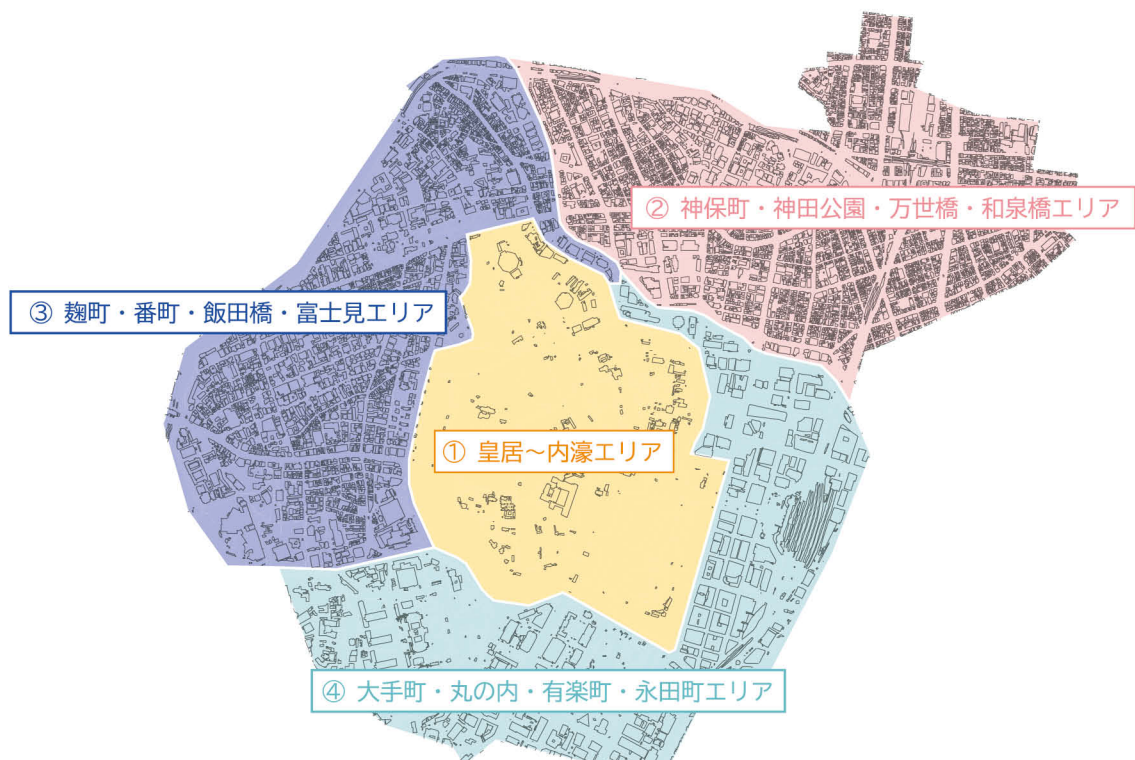 ② 神保町・神田公園・万世橋・和泉橋エリア
③ 麹町・番町・飯田橋・富士見エリア
① 皇居～内濠エリア
④ 大手町・丸の内・有楽町・永田町エリア